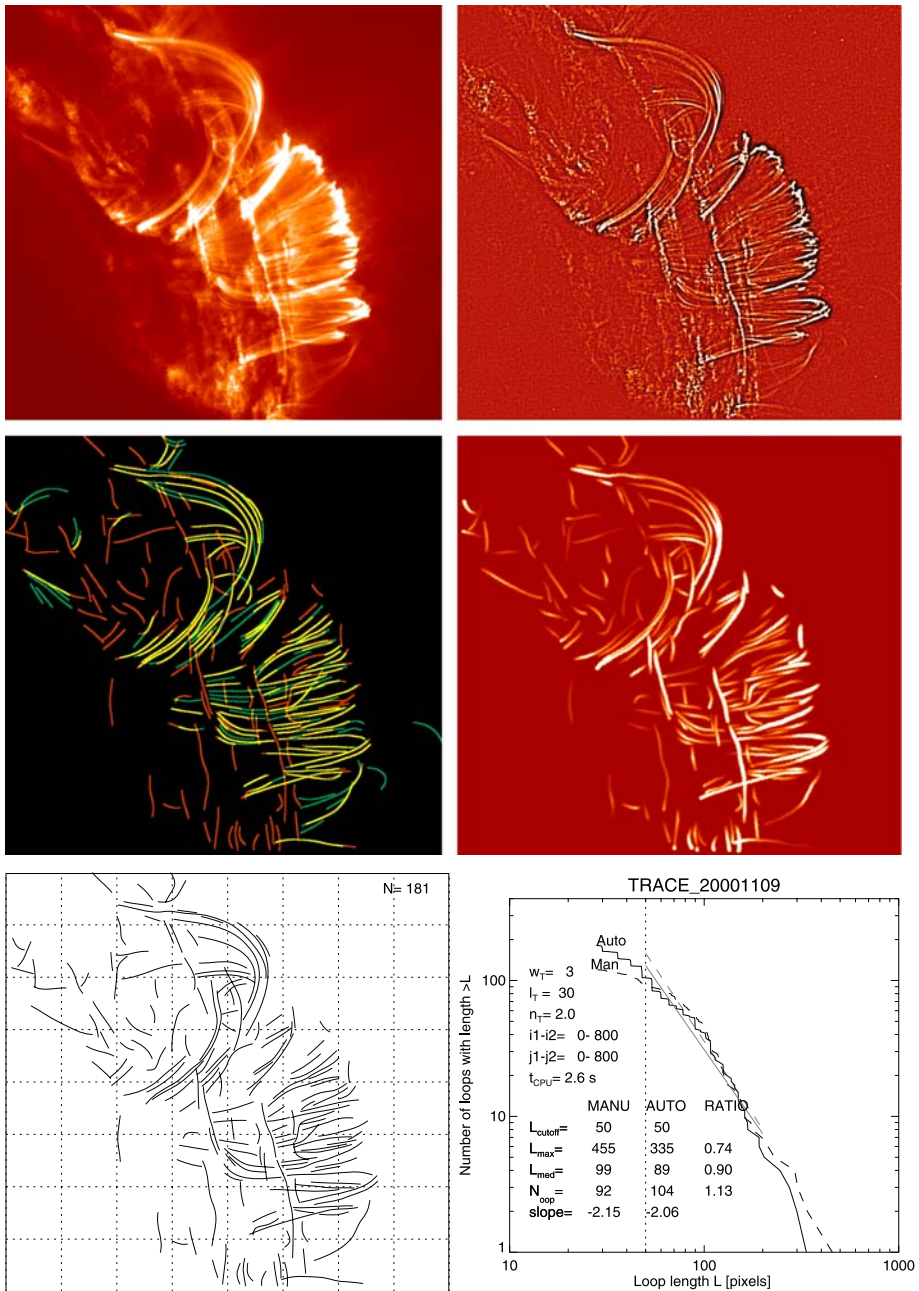 N= 181
TRACE_20001109
Number of loops with length >L
100
10
1
Auto
Man
w_T= 3
l_T= 30
n_T= 2.0
i1-i2= 0- 800
j1-j2= 0- 800
t_CPU= 2.6 s
MANU AUTO RATIO
L_cutoff= 50 50
L_max= 455 335 0.74
L_med= 99 89 0.90
N_loop= 92 104 1.13
slope= -2.15 -2.06
10 100 1000
Loop length L [pixels]